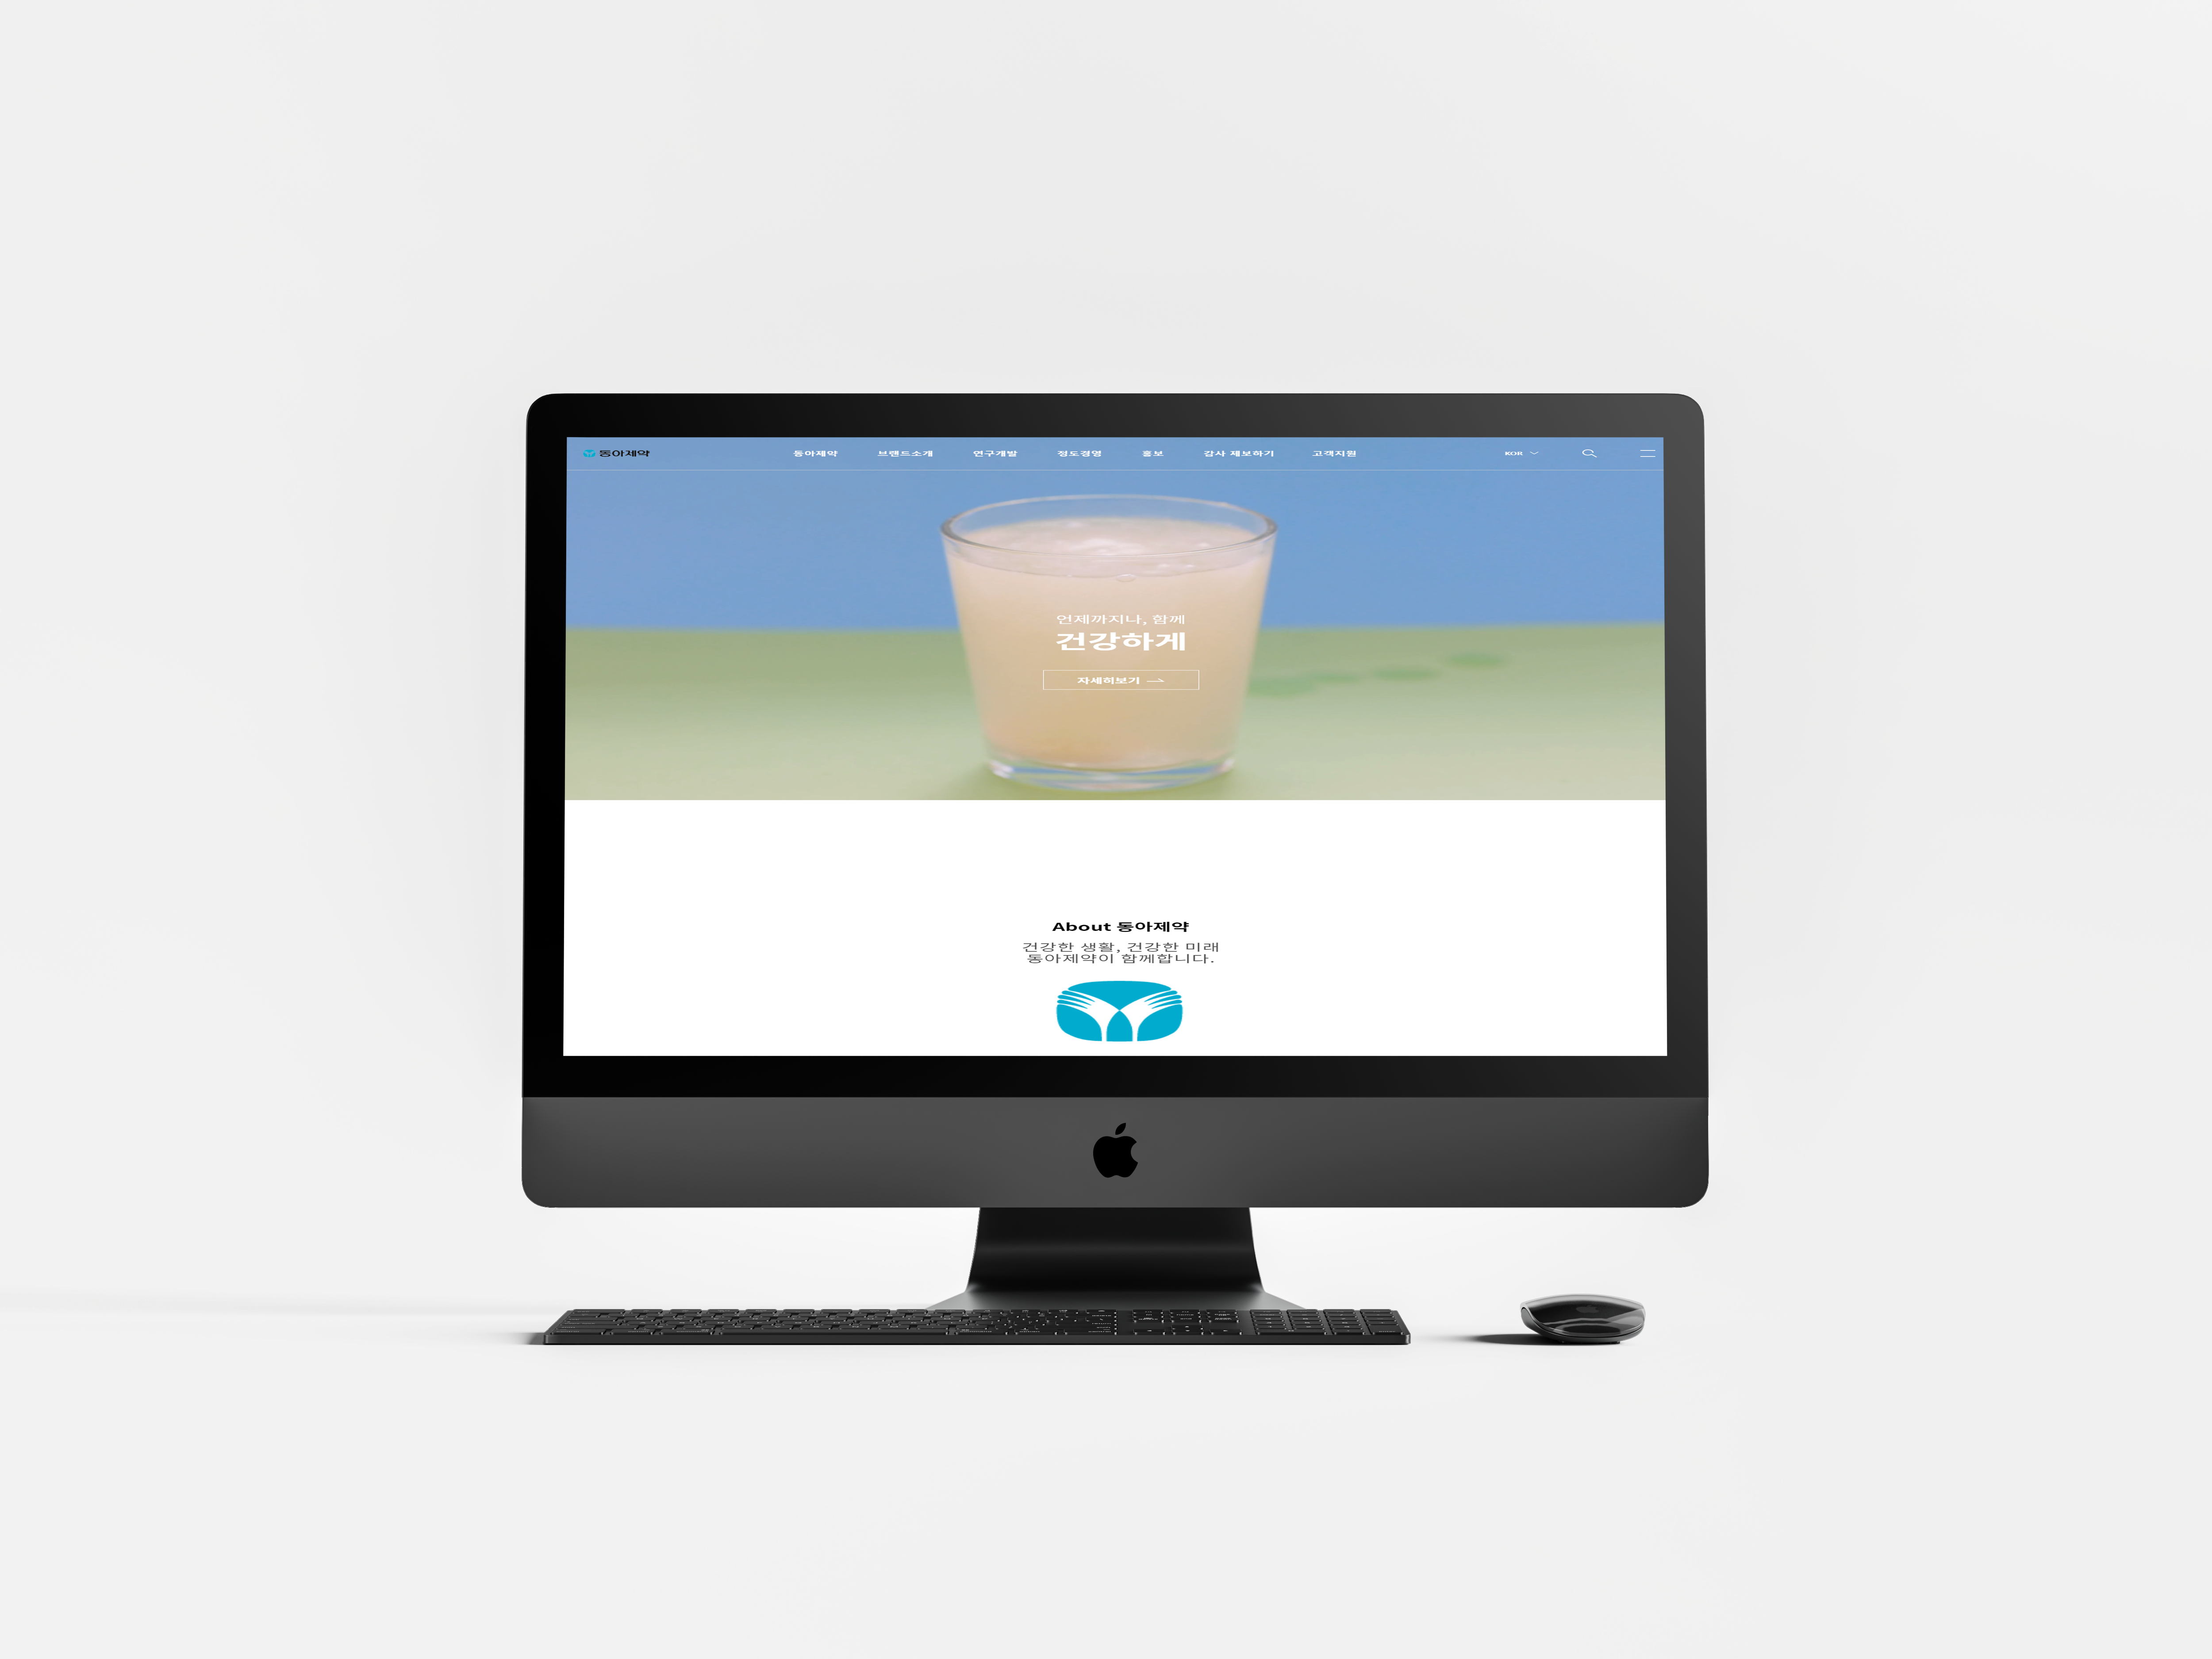 동아제약
동아제약 브랜드소개 연구개발 정도경영 홍보 감사 제보하기 고객지원
KOR
언제까지나, 함께
건강하게
자세히보기
About 동아제약
건강한 생활, 건강한 미래
동아제약이 함께합니다.